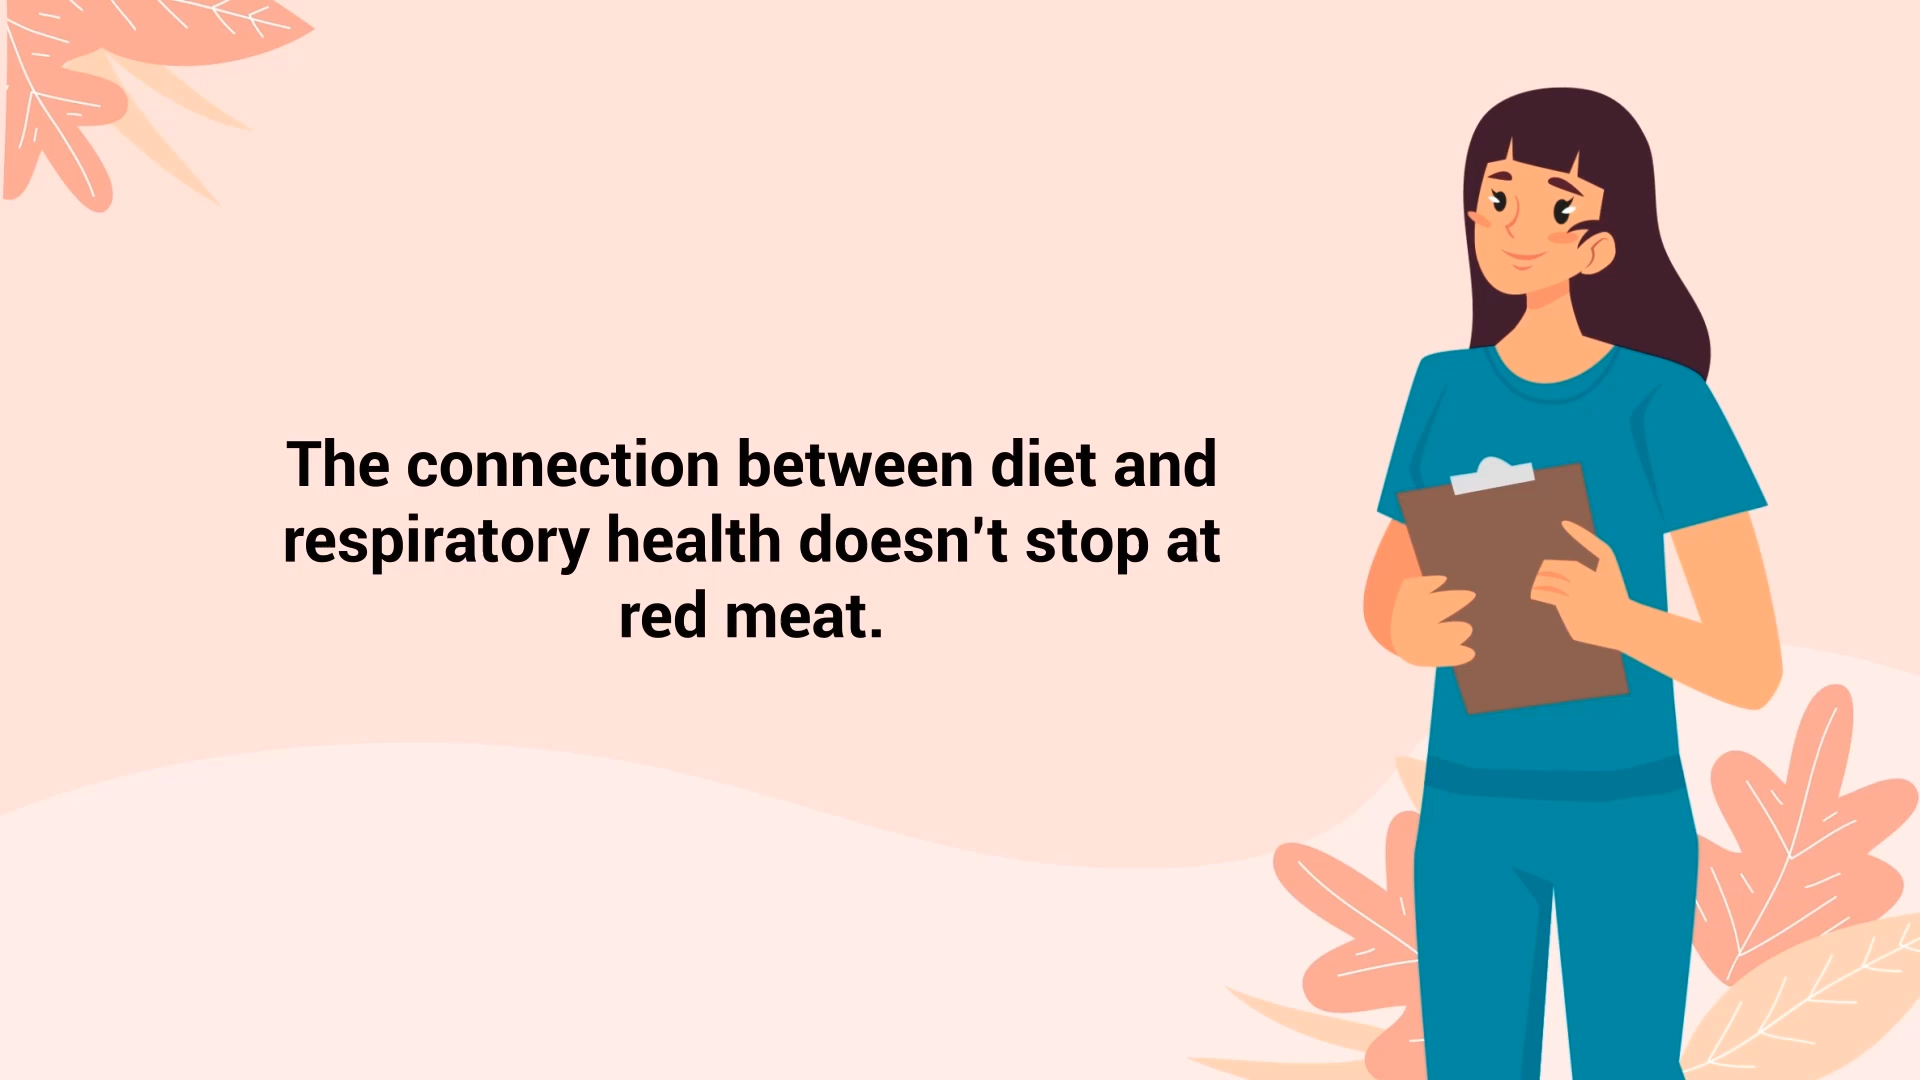 The connection between diet and
respiratory health doesn't stop at
red meat.